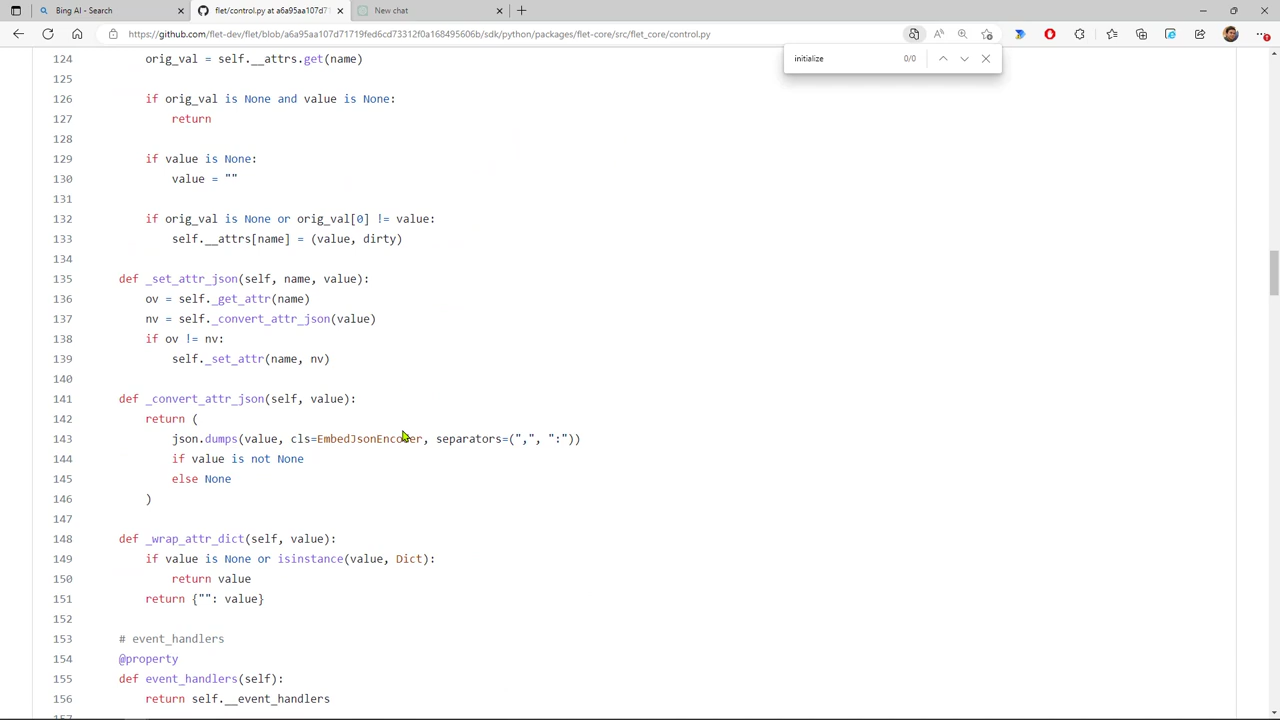 Bing AI - Search
flet/control.py at a6a95aa107d71
New chat
https://github.com/flet-dev/flet/blob/a6a95aa107d71719fed6cd73312f0a168495606b/sdk/python/packages/flet-core/src/flet_core/control.py
initialize 0/0
124 orig_val = self.__attrs.get(name)
125
126 if orig_val is None and value is None:
127 return
128
129 if value is None:
130 value = ""
131
132 if orig_val is None or orig_val[0] != value:
133 self.__attrs[name] = (value, dirty)
134
135 def _set_attr_json(self, name, value):
136 ov = self._get_attr(name)
137 nv = self._convert_attr_json(value)
138 if ov != nv:
139 self._set_attr(name, nv)
140
141 def _convert_attr_json(self, value):
142 return (
143 json.dumps(value, cls=EmbedJsonEncoder, separators=(",", ":"))
144 if value is not None
145 else None
146 )
147
148 def _wrap_attr_dict(self, value):
149 if value is None or isinstance(value, Dict):
150 return value
151 return {"": value}
152
153 # event_handlers
154 @property
155 def event_handlers(self):
156 return self.__event_handlers
157